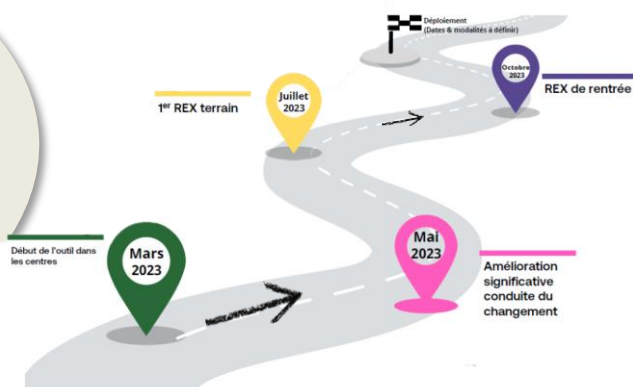 Déploiement
(Dates & modalités à définir)
Octobre
2023
REX de rentrée
Juillet
2023
1er REX terrain
Mai
2023
Amélioration
significative
conduite du
changement
Mars
2023
Début de l'outil dans
les centres